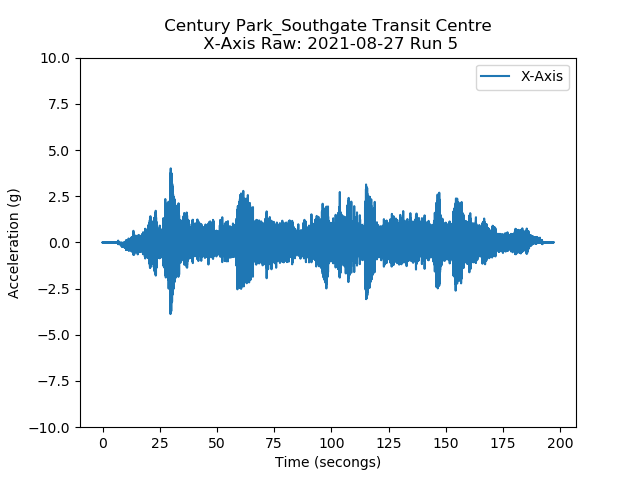 Century Park_Southgate Transit Centre
X-Axis Raw: 2021-08-27 Run 5
X-Axis
10.0
7.5
5.0
2.5
0.0
−2.5
−5.0
−7.5
−10.0
Acceleration (g)
0 25 50 75 100 125 150 175 200
Time (secongs)